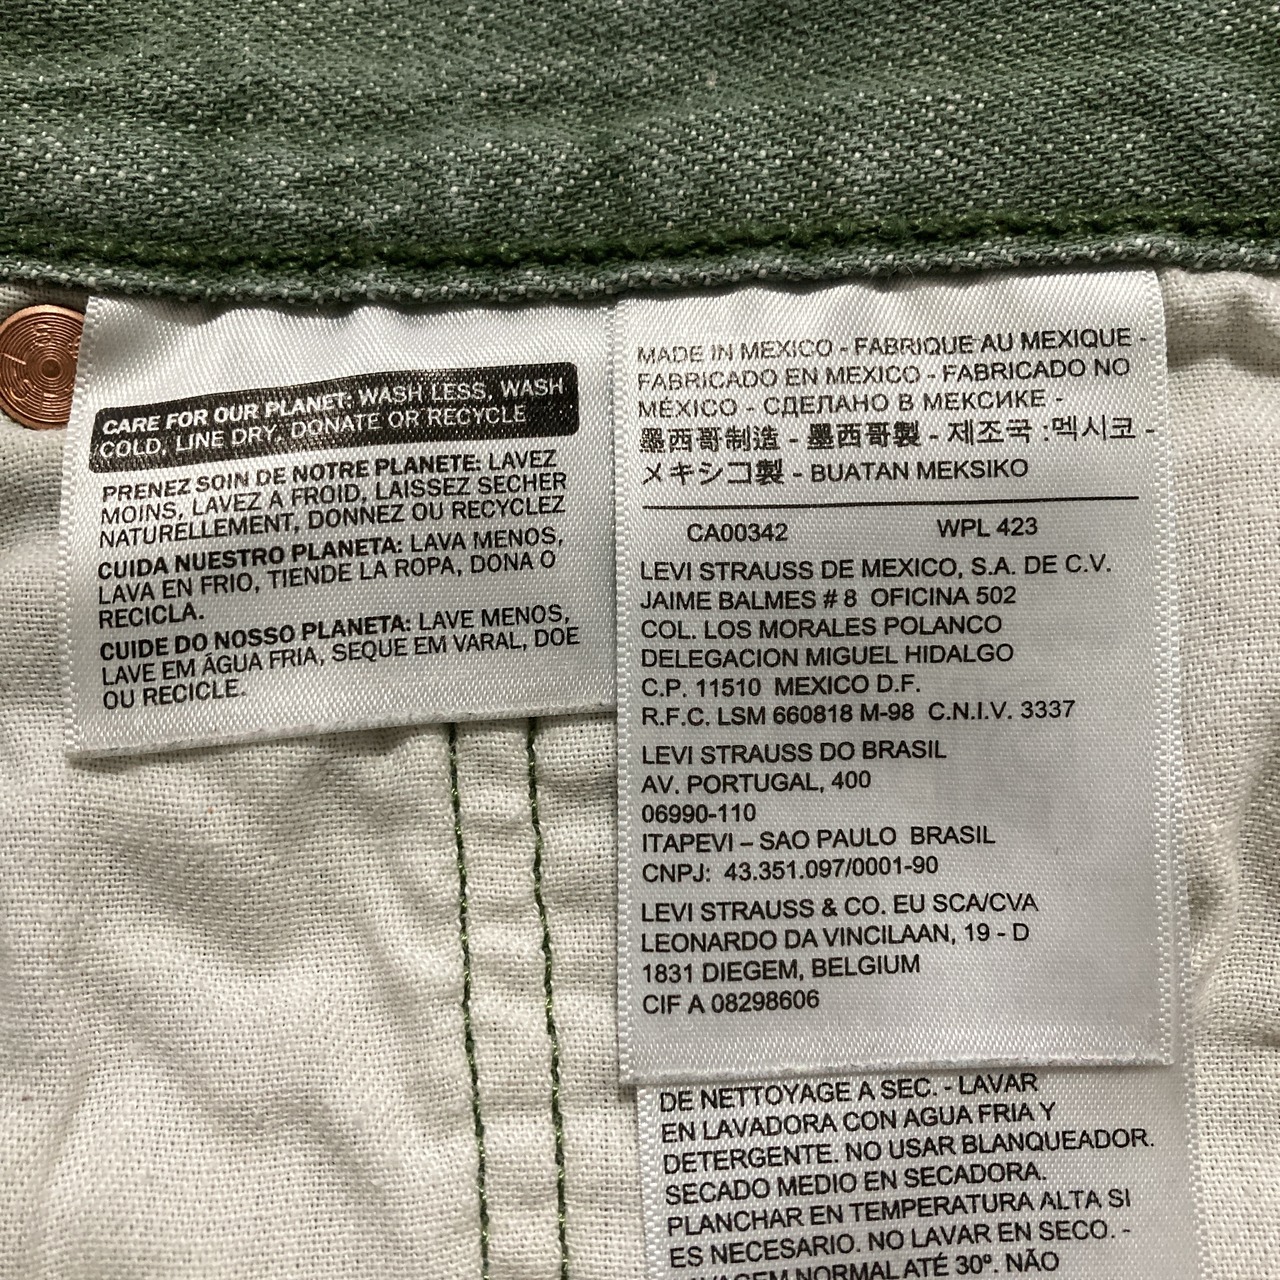 CARE FOR OUR PLANET: WASH LESS, WASH
COLD, LINE DRY, DONATE OR RECYCLE
PRENEZ SOIN DE NOTRE PLANETE: LAVEZ
MOINS, LAVEZ A FROID, LAISSEZ SECHER
NATURELLEMENT, DONNEZ OU RECYCLEZ
CUIDA NUESTRO PLANETA: LAVA MENOS,
LAVA EN FRIO, TIENDE LA ROPA, DONA O
RECICLA.
CUIDE DO NOSSO PLANETA: LAVE MENOS,
LAVE EM ÁGUA FRIA, SEQUE EM VARAL, DOE
OU RECICLE.
MADE IN MEXICO - FABRIQUE AU MEXIQUE -
FABRICADO EN MEXICO - FABRICADO NO
MÉXICO - СДЕЛАНО В МЕКСИКЕ -
墨西哥制造 - 墨西哥製 - 제조국 :멕시코 -
メキシコ製 - BUATAN MEKSIKO
CA00342 WPL 423
LEVI STRAUSS DE MEXICO, S.A. DE C.V.
JAIME BALMES # 8 OFICINA 502
COL. LOS MORALES POLANCO
DELEGACION MIGUEL HIDALGO
C.P. 11510 MEXICO D.F.
R.F.C. LSM 660818 M-98 C.N.I.V. 3337
LEVI STRAUSS DO BRASIL
AV. PORTUGAL, 400
06990-110
ITAPEVI – SAO PAULO BRASIL
CNPJ: 43.351.097/0001-90
LEVI STRAUSS & CO. EU SCA/CVA
LEONARDO DA VINCILAAN, 19 - D
1831 DIEGEM, BELGIUM
CIF A 08298606
DE NETTOYAGE A SEC. - LAVAR
EN LAVADORA CON AGUA FRIA Y
DETERGENTE. NO USAR BLANQUEADOR.
SECADO MEDIO EN SECADORA.
PLANCHAR EN TEMPERATURA ALTA SI
ES NECESARIO. NO LAVAR EN SECO. -
NORMAL ATÉ 30º. NÃO